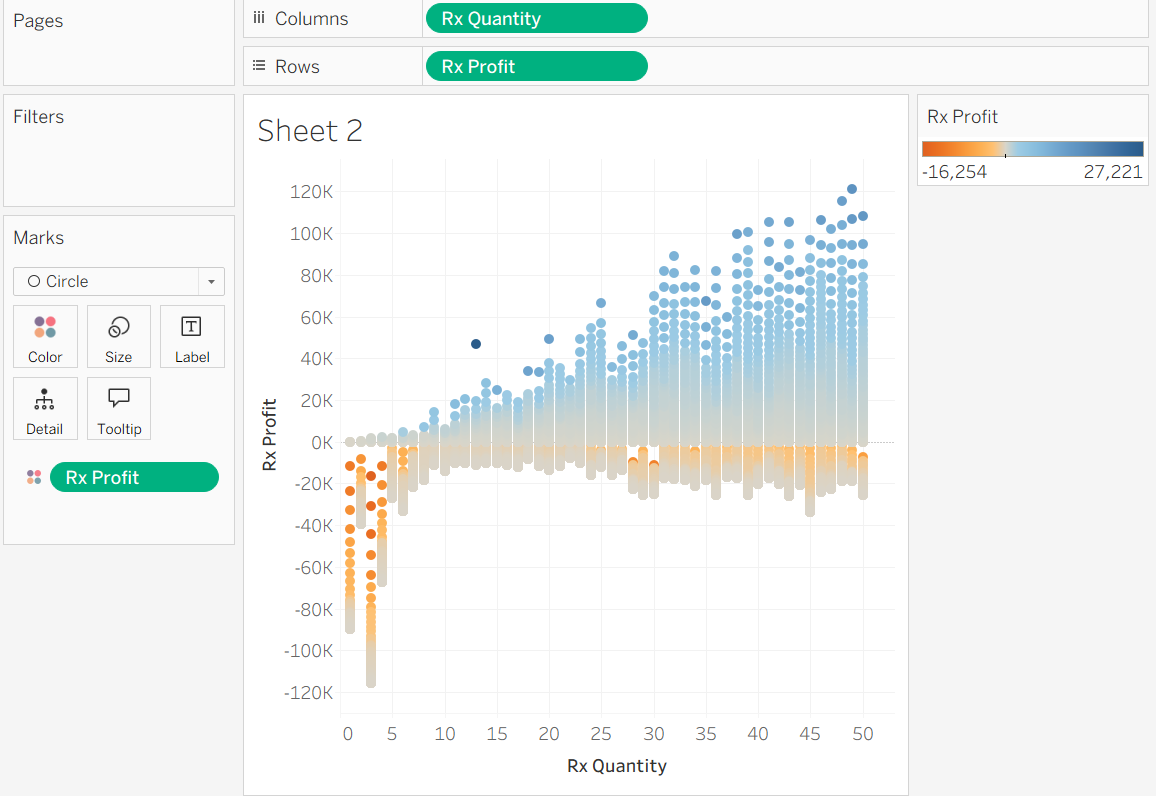 Pages
Columns
Rx Quantity
Rows
Rx Profit
Filters
Marks
Circle
Color
Size
Label
Detail
Tooltip
Rx Profit
Sheet 2
120K
100K
80K
60K
40K
20K
0K
-20K
-40K
-60K
-80K
-100K
-120K
Rx Profit
0 5 10 15 20 25 30 35 40 45 50
Rx Quantity
Rx Profit
-16,254 27,221